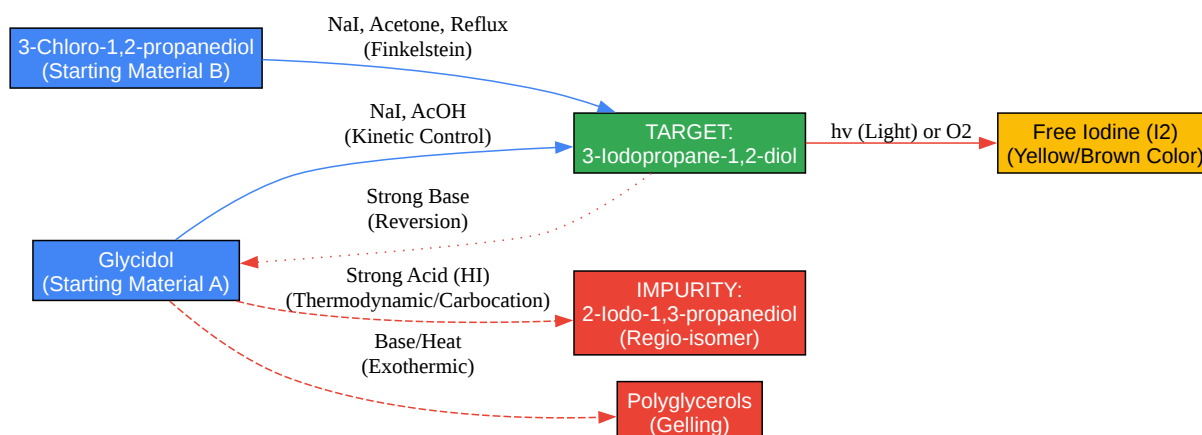 NaI, Acetone, Reflux
(Finkelstein)
3-Chloro-1,2-propanediol
(Starting Material B)
NaI, AcOH
(Kinetic Control)
TARGET:
3-Iodopropane-1,2-diol
hv (Light) or O2
Free Iodine (I2)
(Yellow/Brown Color)
Strong Base
(Reversion)
Glycidol
(Starting Material A)
Strong Acid (HI)
(Thermodynamic/Carbocation)
IMPURITY:
2-Iodo-1,3-propanediol
(Regio-isomer)
Base/Heat
(Exothermic)
Polyglycerols
(Gelling)